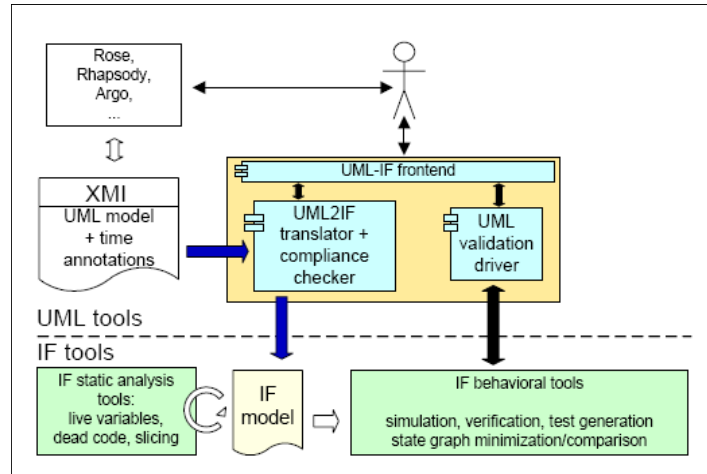 Rose,
Rhapsody,
Argo,
...
XMI
UML model
+ time
annotations
UML-IF frontend
UML2IF
translator +
compliance
checker
UML
validation
driver
UML tools
IF tools
IF static analysis
tools:
live variables,
dead code, slicing
IF
model
IF behavioral tools
simulation, verification, test generation
state graph minimization/comparison